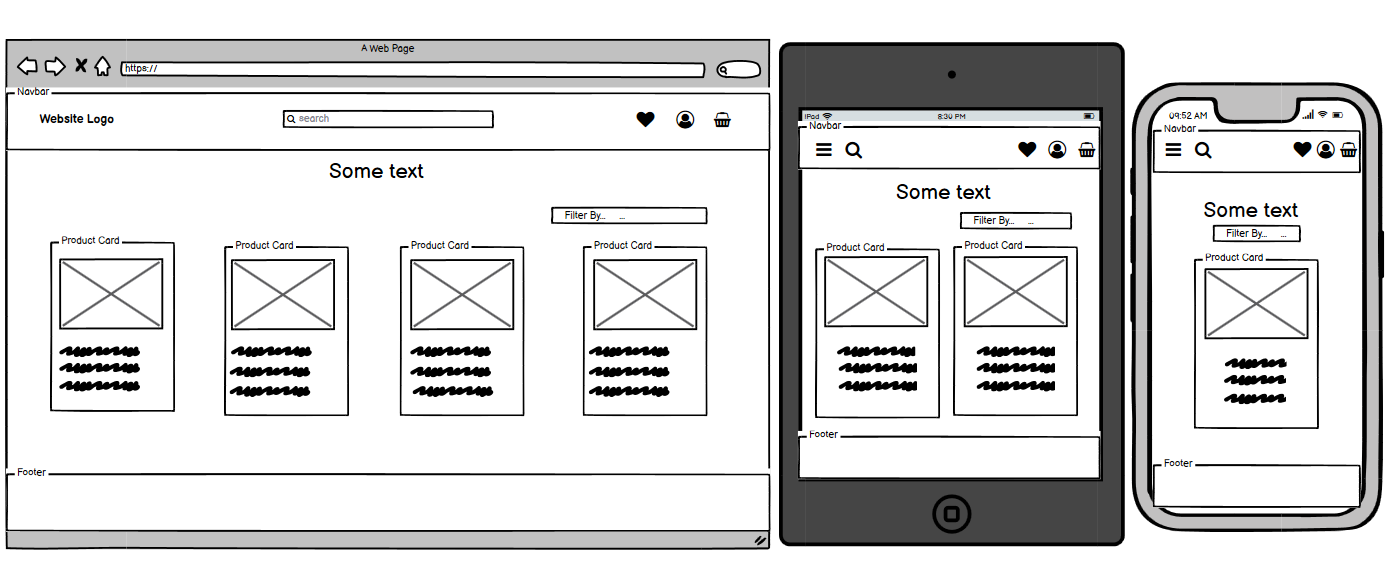 A Web Page
https://
Navbar
Website Logo
search
Some text
Filter By... ...
Product Card
Product Card
Product Card
Product Card
Footer
iPad
8:30 PM
Navbar
Some text
Filter By... ...
Product Card
Product Card
Footer
09:52 AM
Navbar
Some text
Filter By... ...
Product Card
Footer